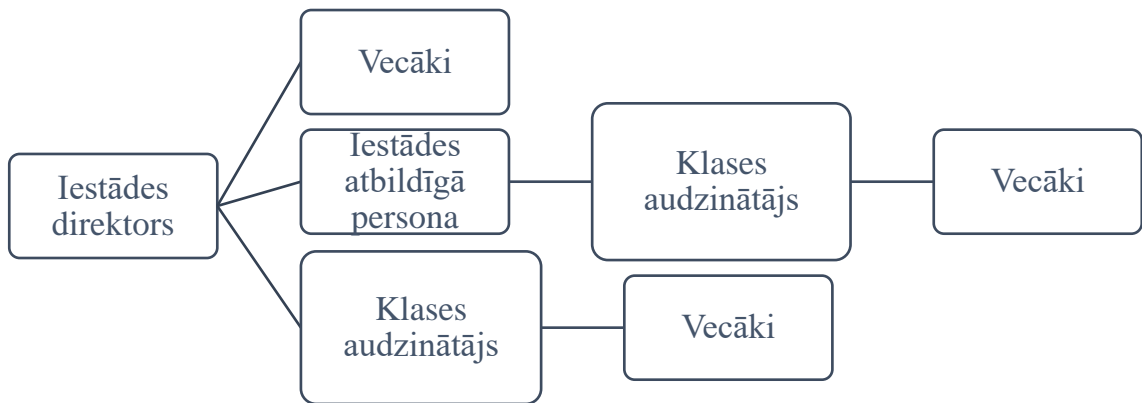 Iestādes
direktors
Vecāki
Iestādes
atbildīgā
persona
Klases
audzinātājs
Vecāki
Klases
audzinātājs
Vecāki